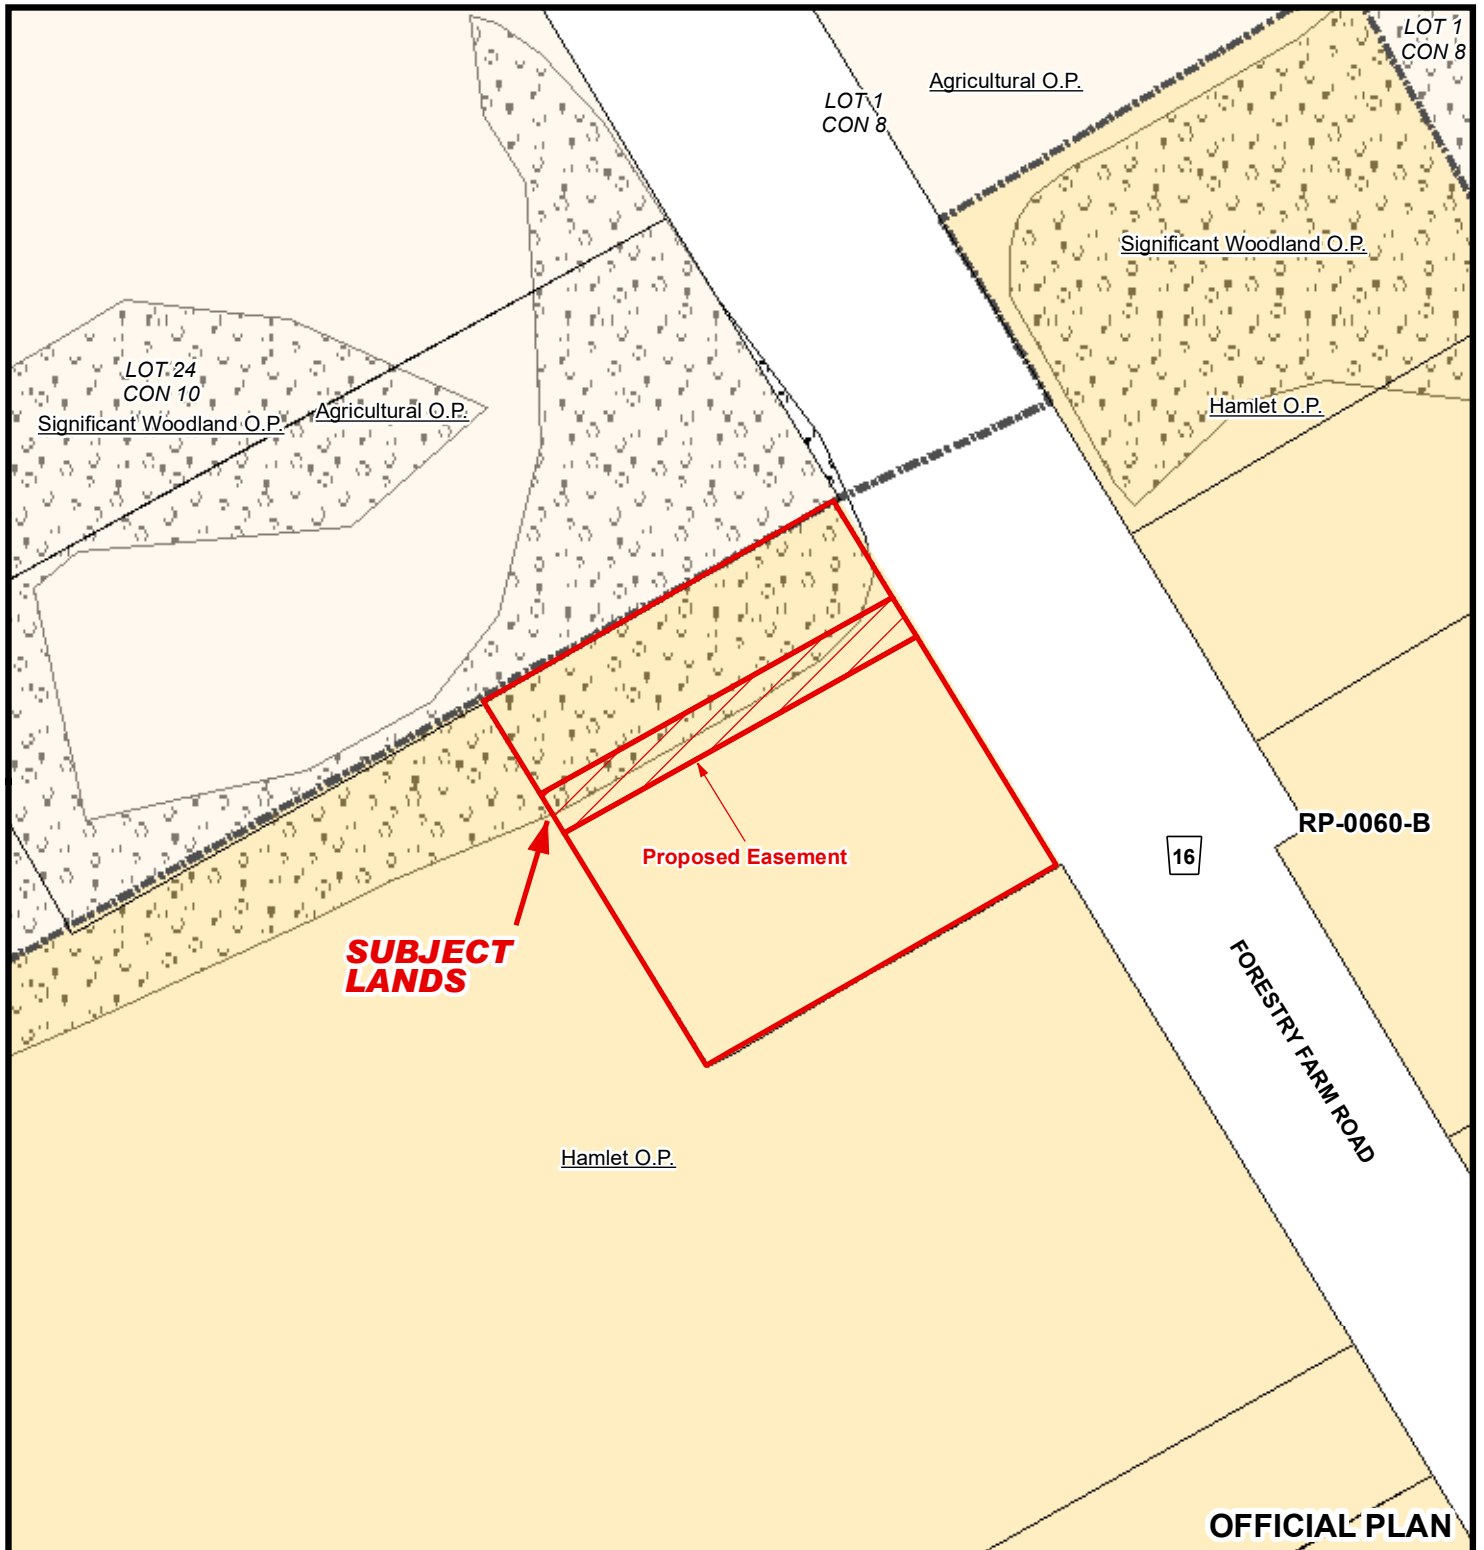 LOT 1
CON 8
Agricultural O.P.
LOT 1
CON 8
Significant Woodland O.P.
LOT 24
CON 10
Significant Woodland O.P.
Agricultural O.P.
Hamlet O.P.
RP-0060-B
16
Proposed Easement
SUBJECT
LANDS
FORESTRY FARM ROAD
Hamlet O.P.
OFFICIAL PLAN